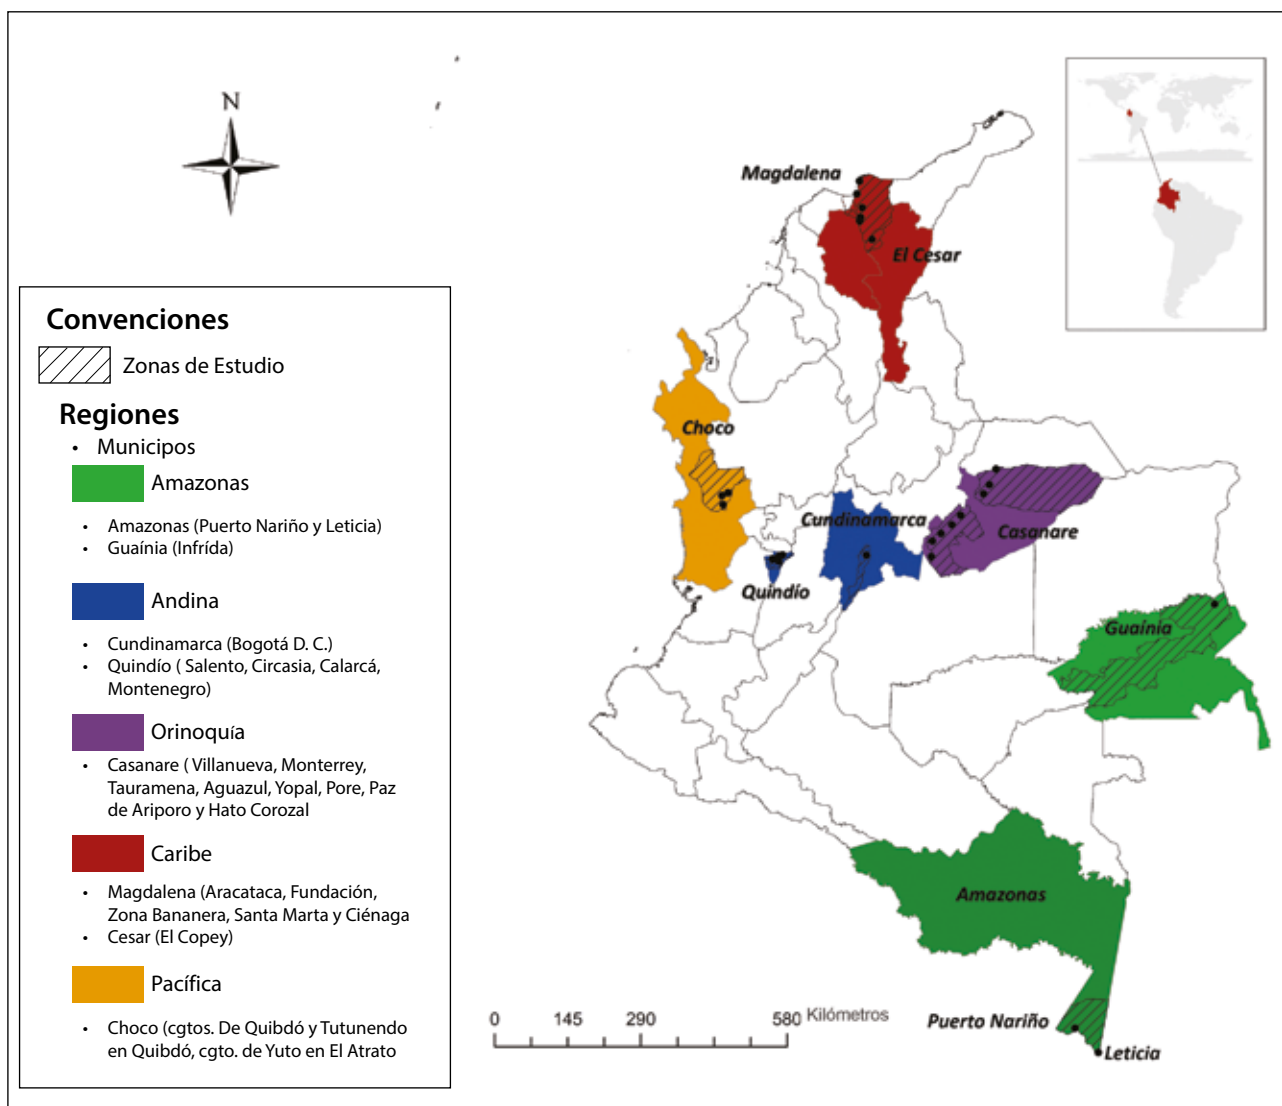 N
Magdalena
El Cesar
Choco
Cundinamarca
Casanare
Quindío
Guainia
Amazonas
Puerto Nariño
Leticia
0 145 290 580 Kilómetros
Convenciones
Zonas de Estudio
Regiones
• Municipos
Amazonas
• Amazonas (Puerto Nariño y Leticia)
• Guaínia (Infrída)
Andina
• Cundinamarca (Bogotá D. C.)
• Quindío ( Salento, Circasia, Calarcá,
Montenegro)
Orinoquía
• Casanare ( Villanueva, Monterrey,
Tauramena, Aguazul, Yopal, Pore, Paz
de Ariporo y Hato Corozal
Caribe
• Magdalena (Aracataca, Fundación,
Zona Bananera, Santa Marta y Ciénaga
• Cesar (El Copey)
Pacífica
• Choco (cgtos. De Quibdó y Tutunendo
en Quibdó, cgto. de Yuto en El Atrato